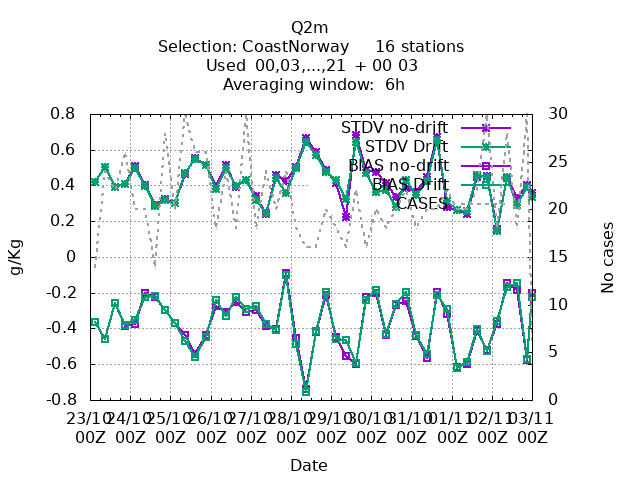 Q2m
Selection: CoastNorway     16 stations
Used 00,03,...,21 + 00 03
Averaging window:  6h
0.8
0.6
0.4
0.2
0
-0.2
-0.4
-0.6
-0.8
g/Kg
30
25
20
15
10
5
0
No cases
STDV no-drift
STDV Drift
BIAS no-drift
BIAS Drift
CASES
23/10 24/10 25/10 26/10 27/10 28/10 29/10 30/10 31/10 01/11 02/11 03/11
00Z 00Z 00Z 00Z 00Z 00Z 00Z 00Z 00Z 00Z 00Z 00Z
Date